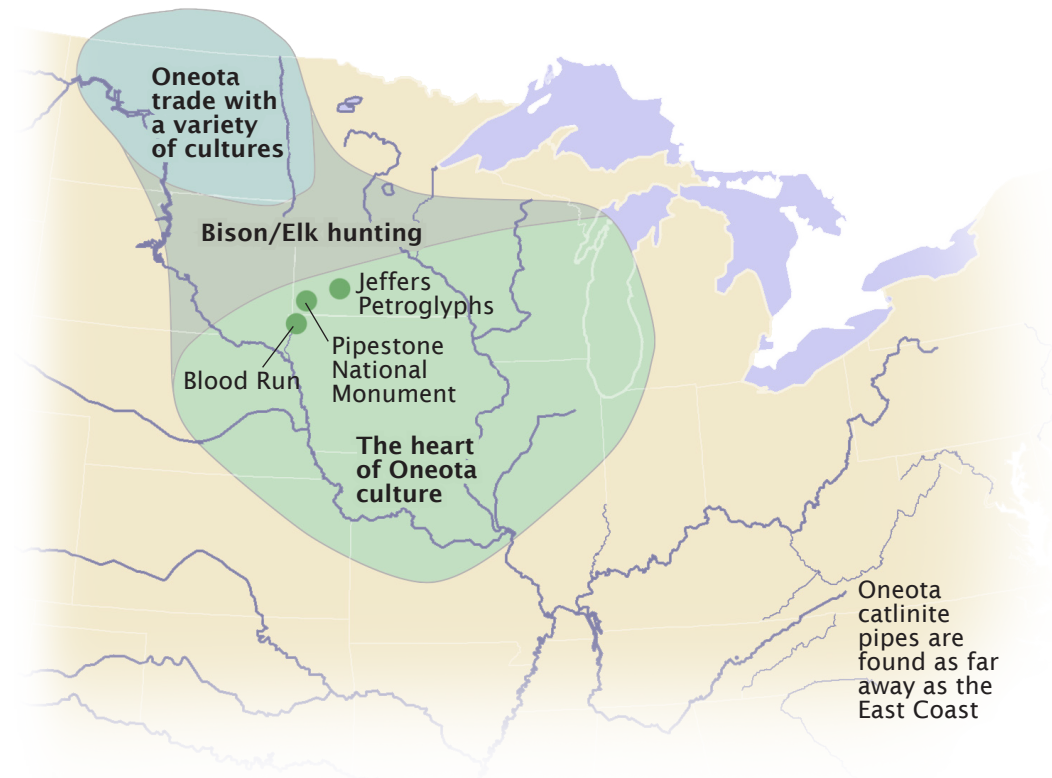 Oneota
trade with
a variety
of cultures
Bison/Elk hunting
Jeffers
Petroglyphs
Pipestone
National
Monument
Blood Run
The heart
of Oneota
culture
Oneota
catlinite
pipes are
found as far
away as the
East Coast